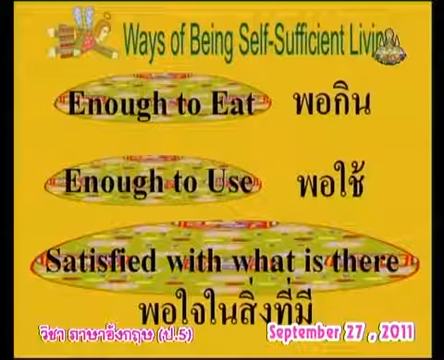 Ways of Being Self-Sufficient Living
Enough to Eat พอกิน
Enough to Use พอใช้
Satisfied with what is there
พอใจในสิ่งที่มี
วิชา ภาษาอังกฤษ (ป.5) September 27 , 2011